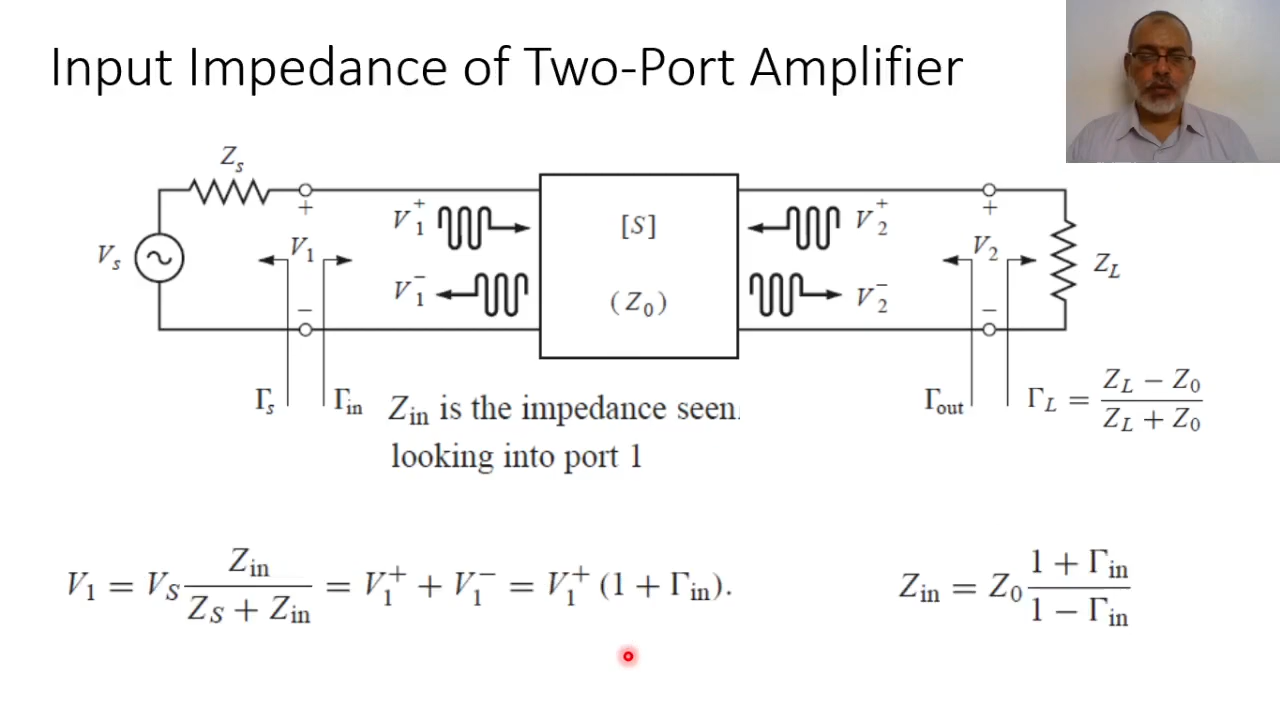 Input Impedance of Two-Port Amplifier
Z_s
V_s
+
V_1
−
V_1^+
V_1^-
[S]
(Z_0)
V_2^+
V_2^-
+
V_2
−
Z_L
Γ_s
Γ_in
Z_in is the impedance seen
looking into port 1
Γ_out
Γ_L = (Z_L − Z_0) / (Z_L + Z_0)
V_1 = V_S Z_in / (Z_S + Z_in) = V_1^+ + V_1^- = V_1^+ (1 + Γ_in).
Z_in = Z_0 (1 + Γ_in) / (1 − Γ_in)